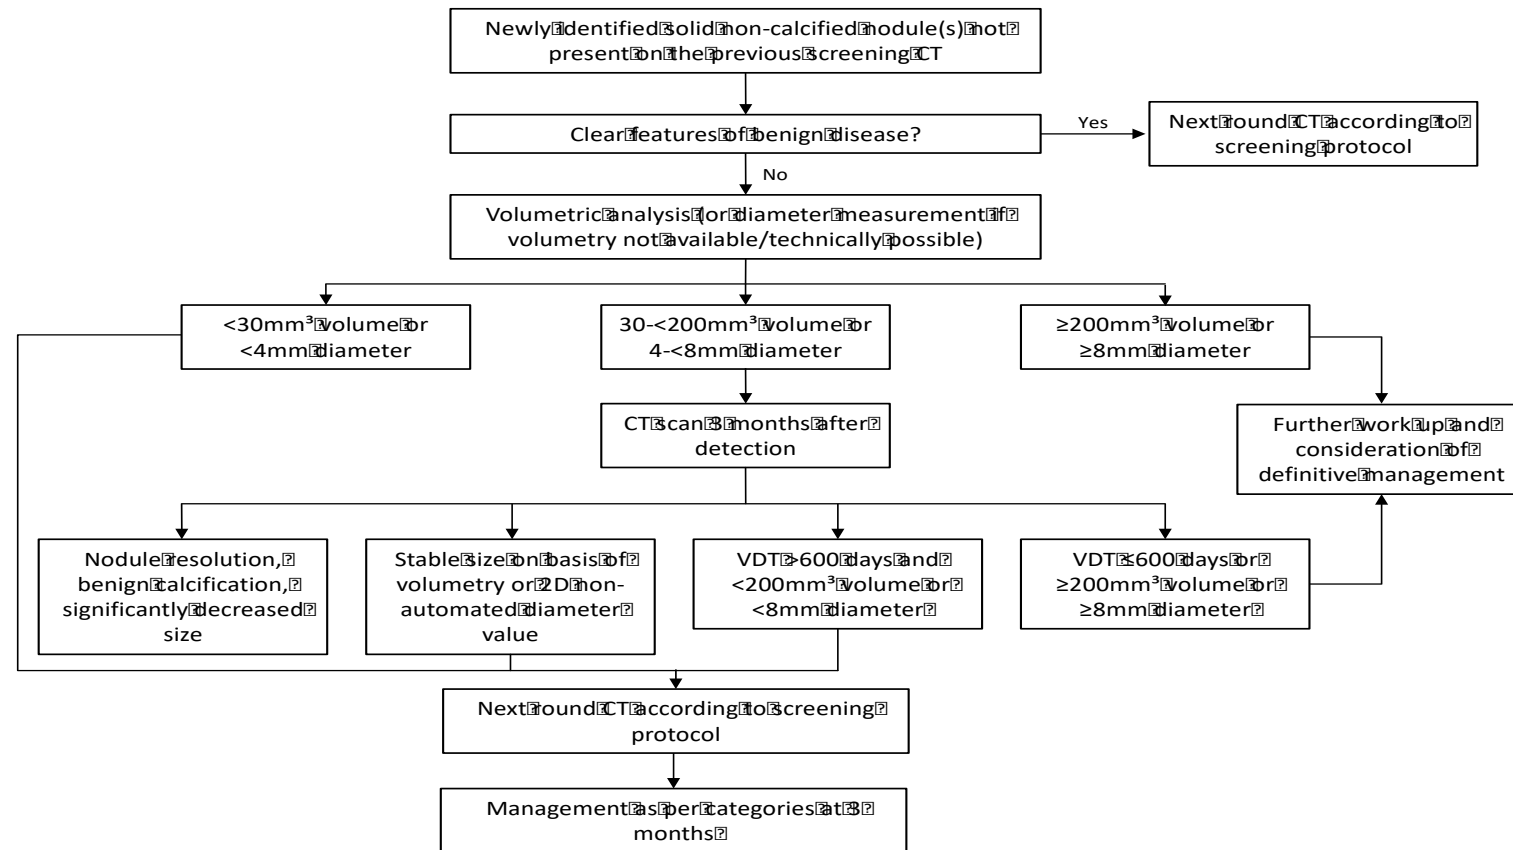 Newly identified solid non-calcified nodule(s) not
present on the previous screening CT
Clear features of benign disease?
Yes
Next round CT according to
screening protocol
No
Volumetric analysis (or diameter measurement if
volumetry not available/technically possible)
<30mm³ volume or
<4mm diameter
30-<200mm³ volume or
4-<8mm diameter
≥200mm³ volume or
≥8mm diameter
CT scan 3 months after
detection
Further work up and
consideration of
definitive management
Nodule resolution,
benign calcification,
significantly decreased
size
Stable size on basis of
volumetry or 2D non-
automated diameter
value
VDT >600 days and
<200mm³ volume or
<8mm diameter
VDT ≤600 days or
≥200mm³ volume or
≥8mm diameter
Next round CT according to screening
protocol
Management as per categories at 3
months